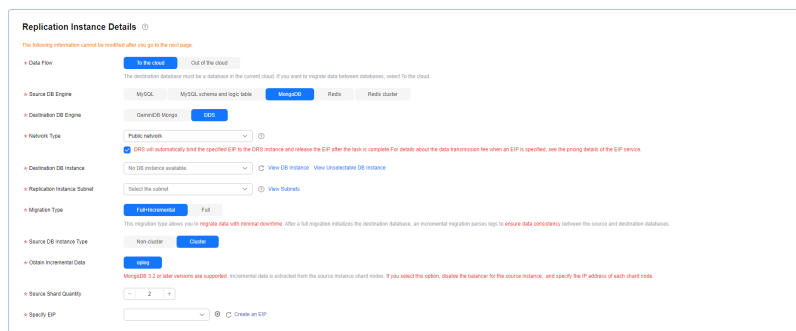 Replication Instance Details
The following information cannot be modified after you go to the next page.
* Data Flow To the cloud Out of the cloud
The destination database must be a database in the current cloud. If you want to migrate data between databases, select To the cloud.
* Source DB Engine MySQL MySQL schema and logic table MongoDB Redis Redis cluster
* Destination DB Engine GeminiDB Mongo DDS
* Network Type Public network
DRS will automatically bind the specified EIP to the DRS instance and release the EIP after the task is complete.For details about the data transmission fee when an EIP is specified, see the pricing details of the EIP service.
* Destination DB Instance No DB instance available. View DB Instance View Unselectable DB Instance
* Replication Instance Subnet Select the subnet View Subnets
* Migration Type Full+Incremental Full
This migration type allows you to migrate data with minimal downtime. After a full migration initializes the destination database, an incremental migration parses logs to ensure data consistency between the source and destination databases.
* Source DB Instance Type Non-cluster Cluster
* Obtain Incremental Data oplog
MongoDB 3.2 or later versions are supported. Incremental data is extracted from the source instance shard nodes. If you select this option, disable the balancer for the source instance, and specify the IP address of each shard node.
* Source Shard Quantity − 2 +
* Specify EIP Create an EIP